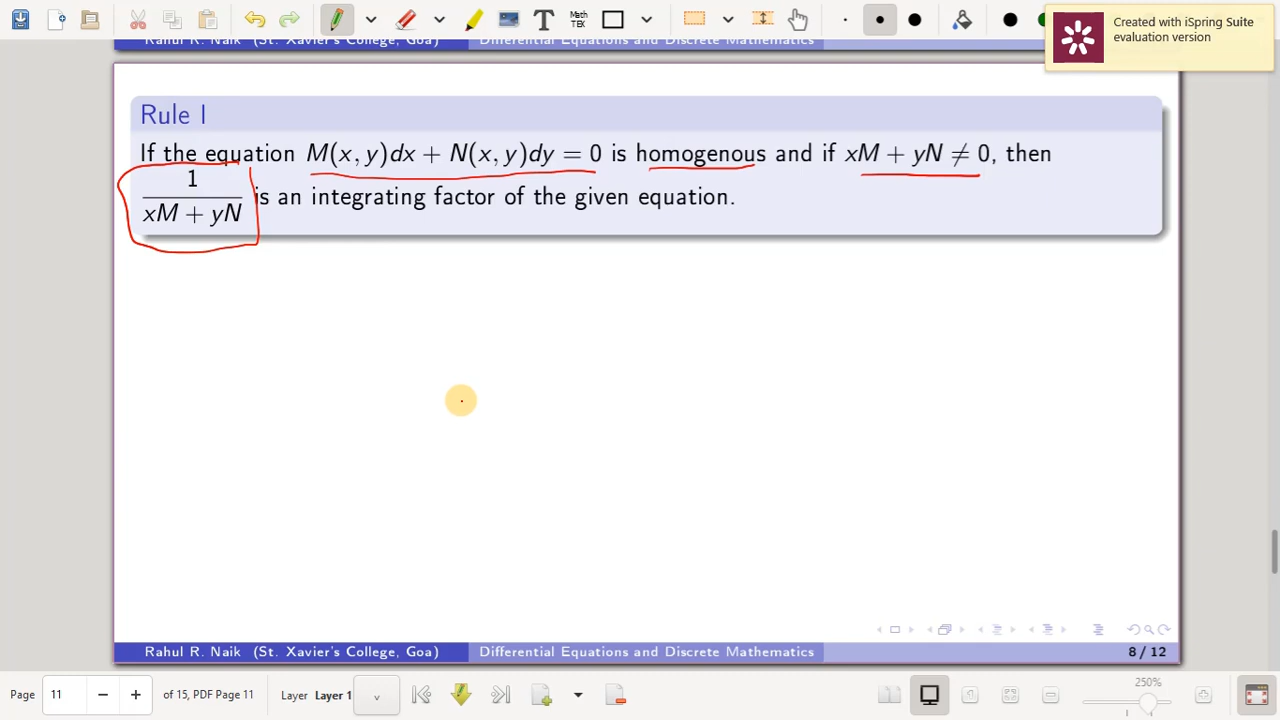 Created with iSpring Suite
evaluation version
Math
TEX
Rahul R. Naik (St. Xavier's College, Goa) Differential Equations and Discrete Mathematics
Rule I
If the equation M(x, y)dx + N(x, y)dy = 0 is homogenous and if xM + yN ≠ 0, then
1
xM + yN
is an integrating factor of the given equation.
Rahul R. Naik (St. Xavier's College, Goa) Differential Equations and Discrete Mathematics 8 / 12
Page 11 of 15, PDF Page 11 Layer Layer 1 250%